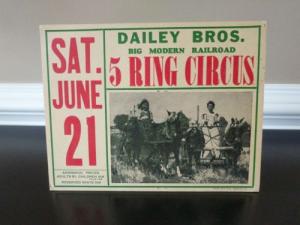 SAT.
JUNE
21
DAILEY BROS.
BIG MODERN RAILROAD
5 RING CIRCUS